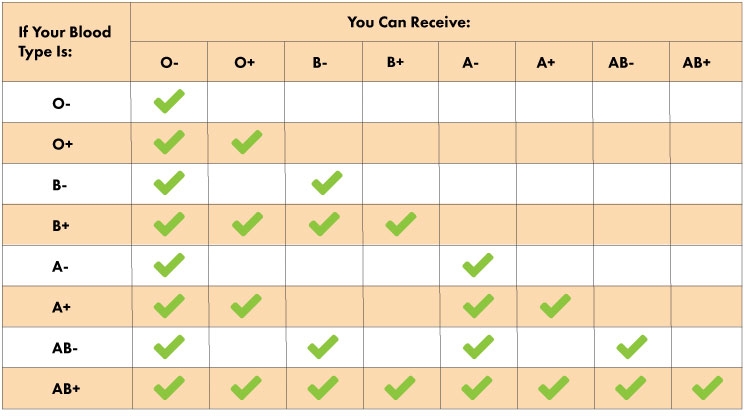 If Your Blood
Type Is:
You Can Receive:
O- O+ B- B+ A- A+ AB- AB+
O-
O+
B-
B+
A-
A+
AB-
AB+